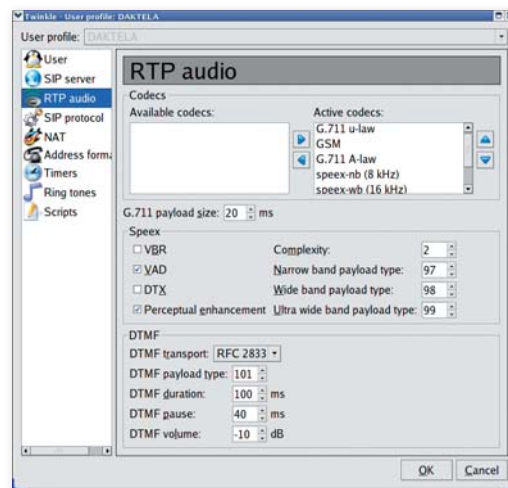 Twinkle - User profile: DAKTELA
User profile: DAKTELA
User
SIP server
RTP audio
SIP protocol
NAT
Address forma
Timers
Ring tones
Scripts
RTP audio
Codecs
Available codecs:
Active codecs:
G.711 u-law
GSM
G.711 A-law
speex-nb (8 kHz)
speex-wb (16 kHz)
G.711 payload size: 20 ms
Speex
VBR Complexity: 2
VAD Narrow band payload type: 97
DTX Wide band payload type: 98
Perceptual enhancement Ultra wide band payload type: 99
DTMF
DTMF transport: RFC 2833
DTMF payload type: 101
DTMF duration: 100 ms
DTMF pause: 40 ms
DTMF volume: -10 dB
OK Cancel